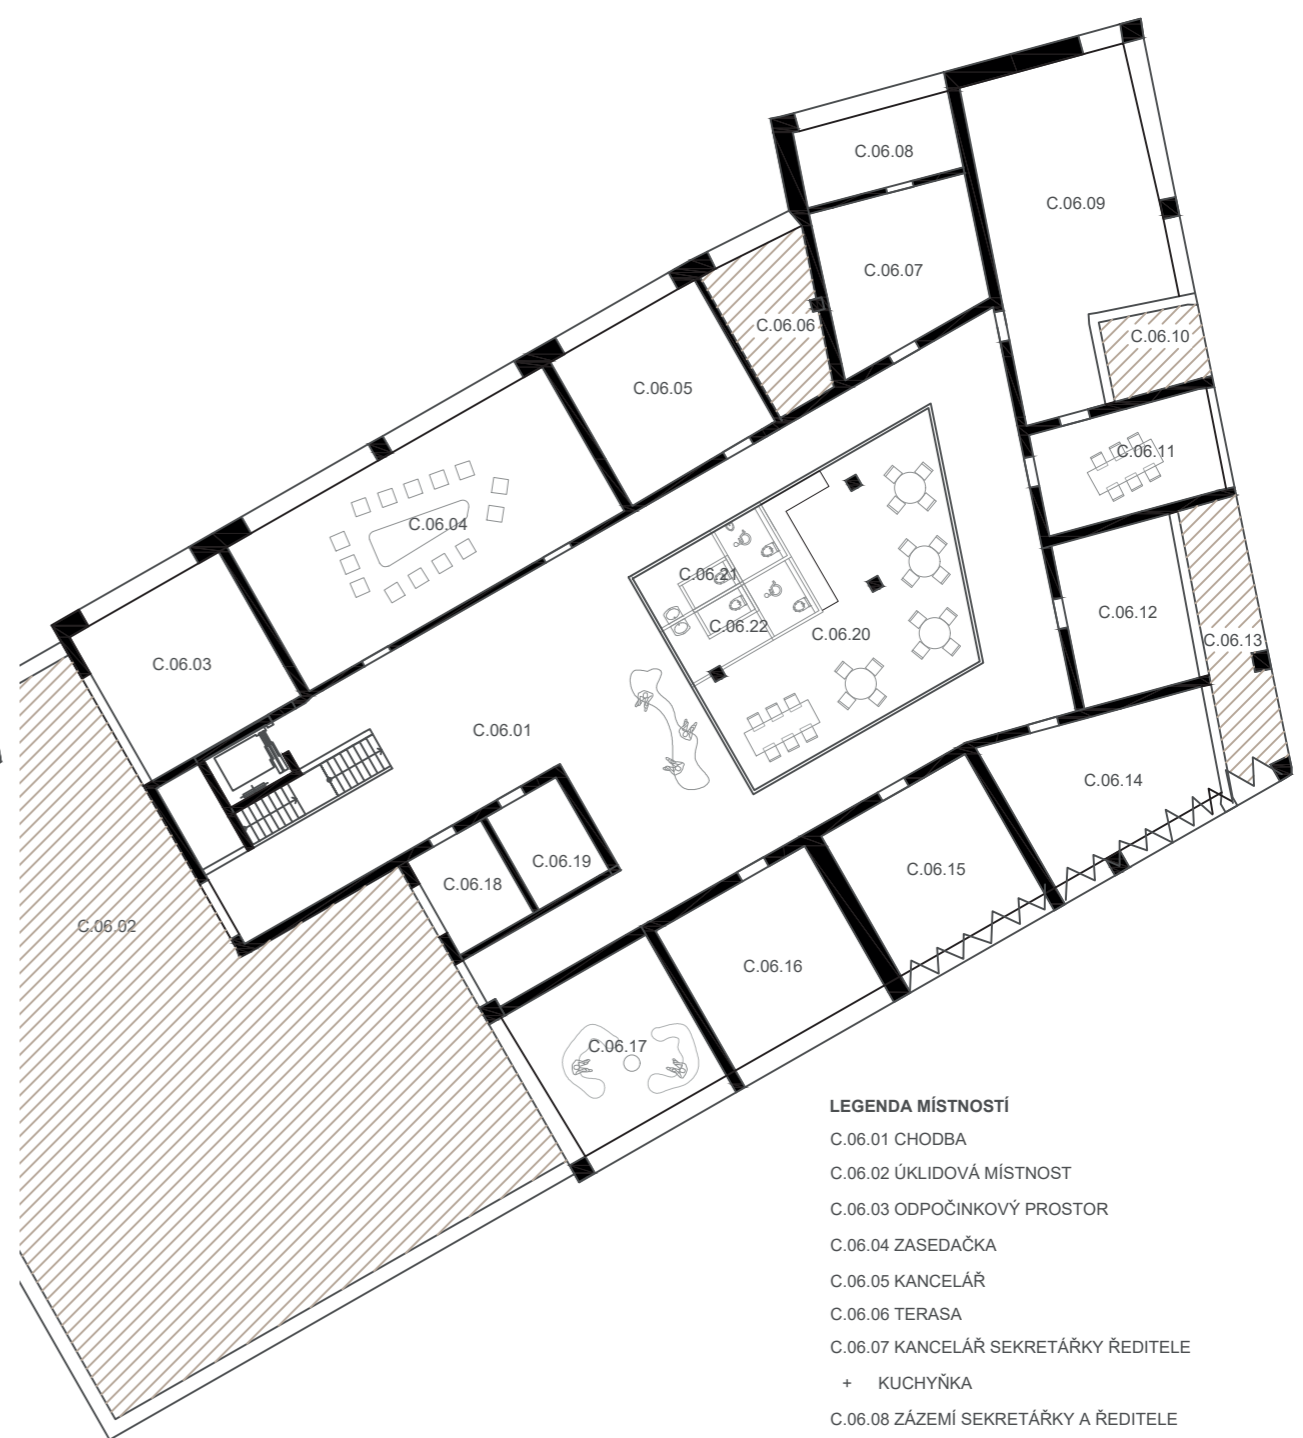 C.06.08
C.06.09
C.06.07
C.06.06
C.06.10
C.06.05
C.06.11
C.06.04
C.06.21
C.06.12
C.06.22
C.06.20
C.06.13
C.06.03
C.06.01
C.06.14
C.06.19
C.06.15
C.06.18
C.06.02
C.06.16
C.06.17
LEGENDA MÍSTNOSTÍ
C.06.01 CHODBA
C.06.02 ÚKLIDOVÁ MÍSTNOST
C.06.03 ODPOČINKOVÝ PROSTOR
C.06.04 ZASEDAČKA
C.06.05 KANCELÁŘ
C.06.06 TERASA
C.06.07 KANCELÁŘ SEKRETÁŘKY ŘEDITELE
+ KUCHYŇKA
C.06.08 ZÁZEMÍ SEKRETÁŘKY A ŘEDITELE